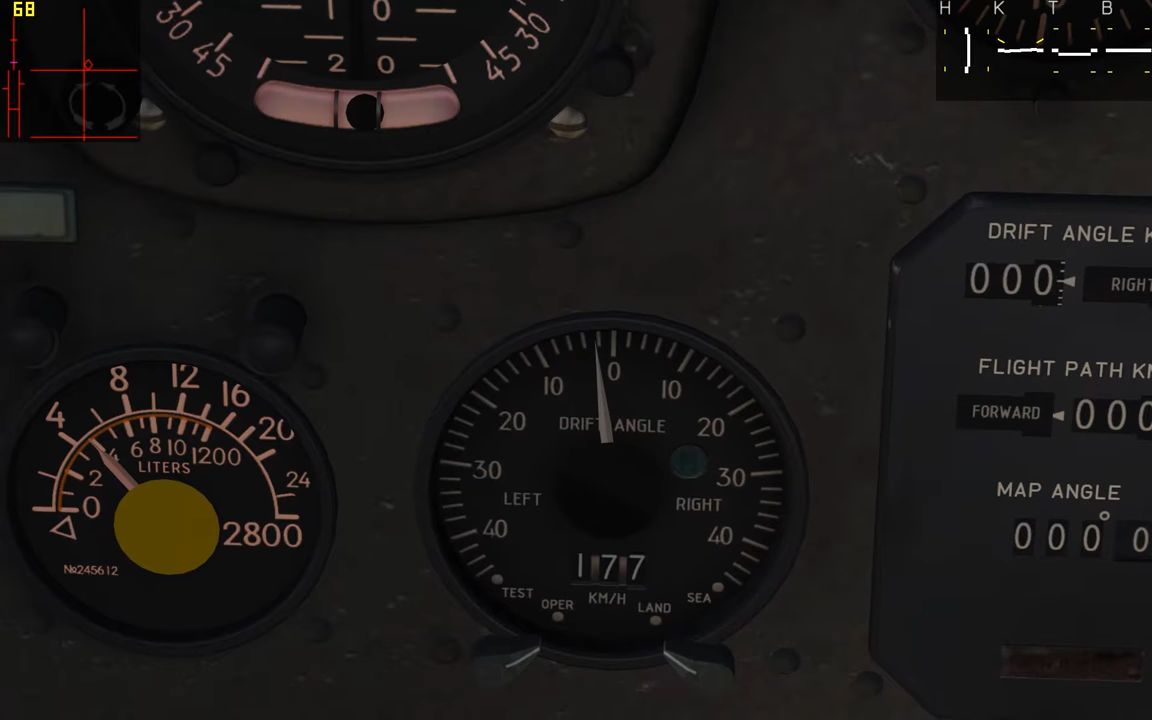 68
H K T B
1 0
30 45
45 30
2 0
DRIFT ANGLE K
000
RIGHT
FLIGHT PATH KM
FORWARD
000
MAP ANGLE
000 0
4 8 12 16 20 24 2800
0 2 4 6 8 10 1200
LITERS
№245612
40 30 20 10 0 10 20 30 40
DRIFT ANGLE
LEFT
RIGHT
177
KM/H
TEST
OPER
LAND
SEA